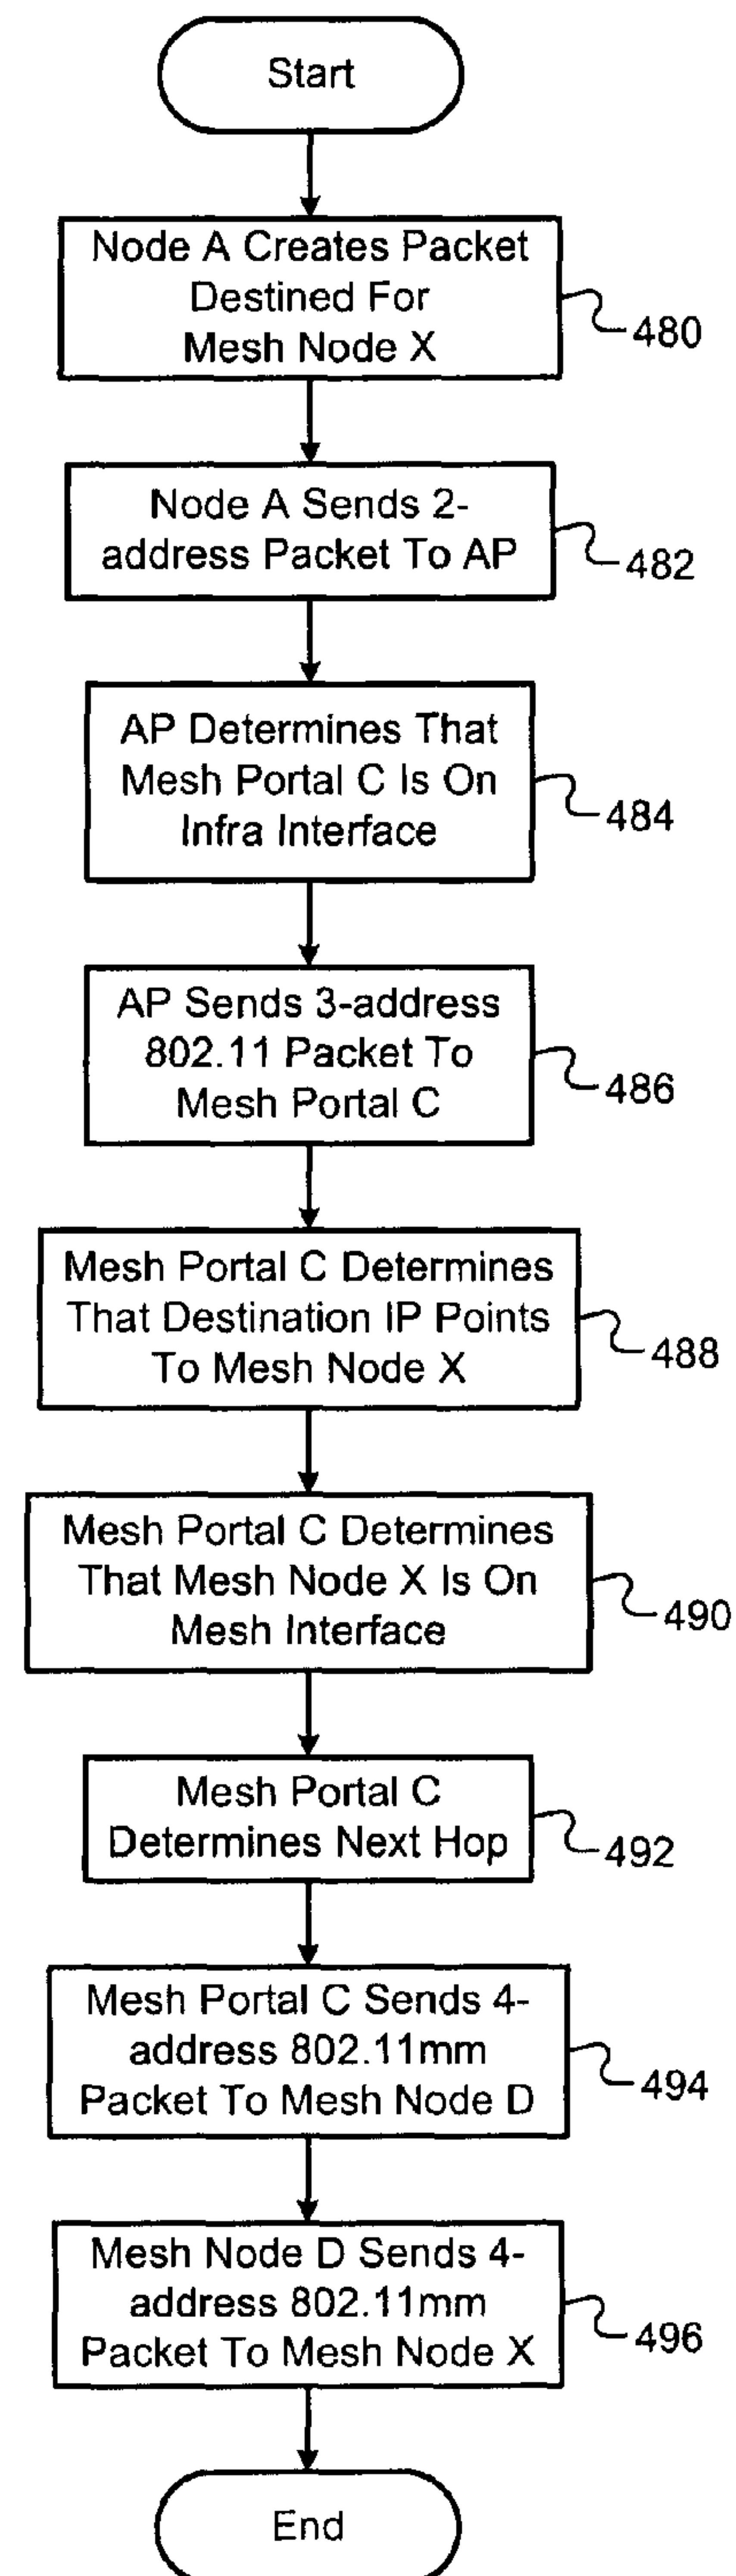 Start
Node A Creates Packet
Destined For
Mesh Node X
480
Node A Sends 2-
address Packet To AP
482
AP Determines That
Mesh Portal C Is On
Infra Interface
484
AP Sends 3-address
802.11 Packet To
Mesh Portal C
486
Mesh Portal C Determines
That Destination IP Points
To Mesh Node X
488
Mesh Portal C Determines
That Mesh Node X Is On
Mesh Interface
490
Mesh Portal C
Determines Next Hop
492
Mesh Portal C Sends 4-
address 802.11mm
Packet To Mesh Node D
494
Mesh Node D Sends 4-
address 802.11mm
Packet To Mesh Node X
496
End